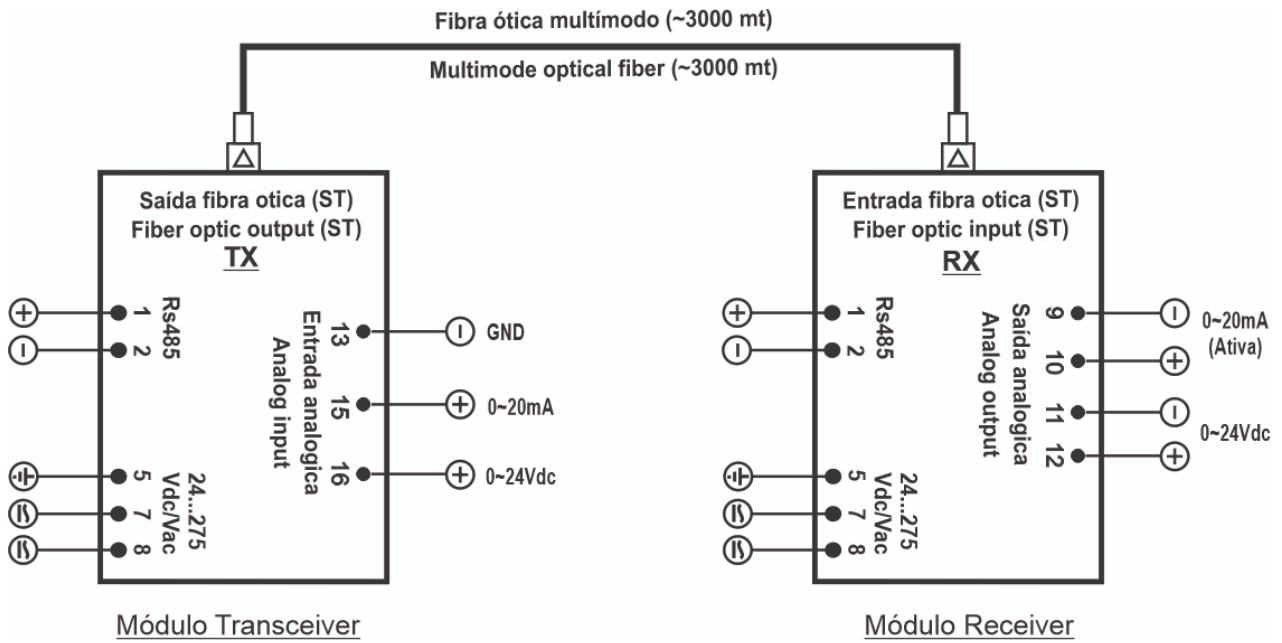 Fibra ótica multímodo (~3000 mt)
Multimode optical fiber (~3000 mt)
Saída fibra otica (ST)
Fiber optic output (ST)
TX
1
2
Rs485
5
7
8
24...275
Vdc/Vac
13
15
16
Entrada analogica
Analog input
GND
0~20mA
0~24Vdc
Módulo Transceiver
Entrada fibra otica (ST)
Fiber optic input (ST)
RX
1
2
Rs485
5
7
8
24...275
Vdc/Vac
9
10
11
12
Saída analogica
Analog output
0~20mA
(Ativa)
0~24Vdc
Módulo Receiver